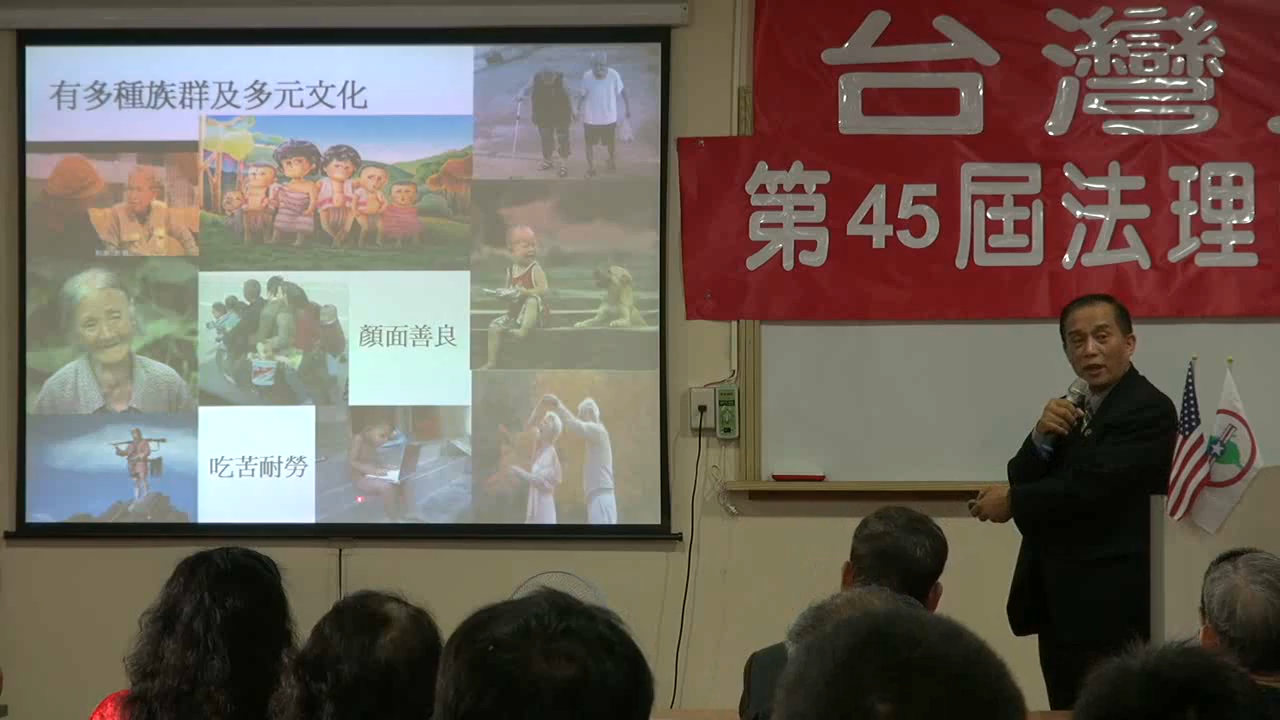 有多種族群及多元文化
顏面善良
吃苦耐勞
台灣
第45屆法理